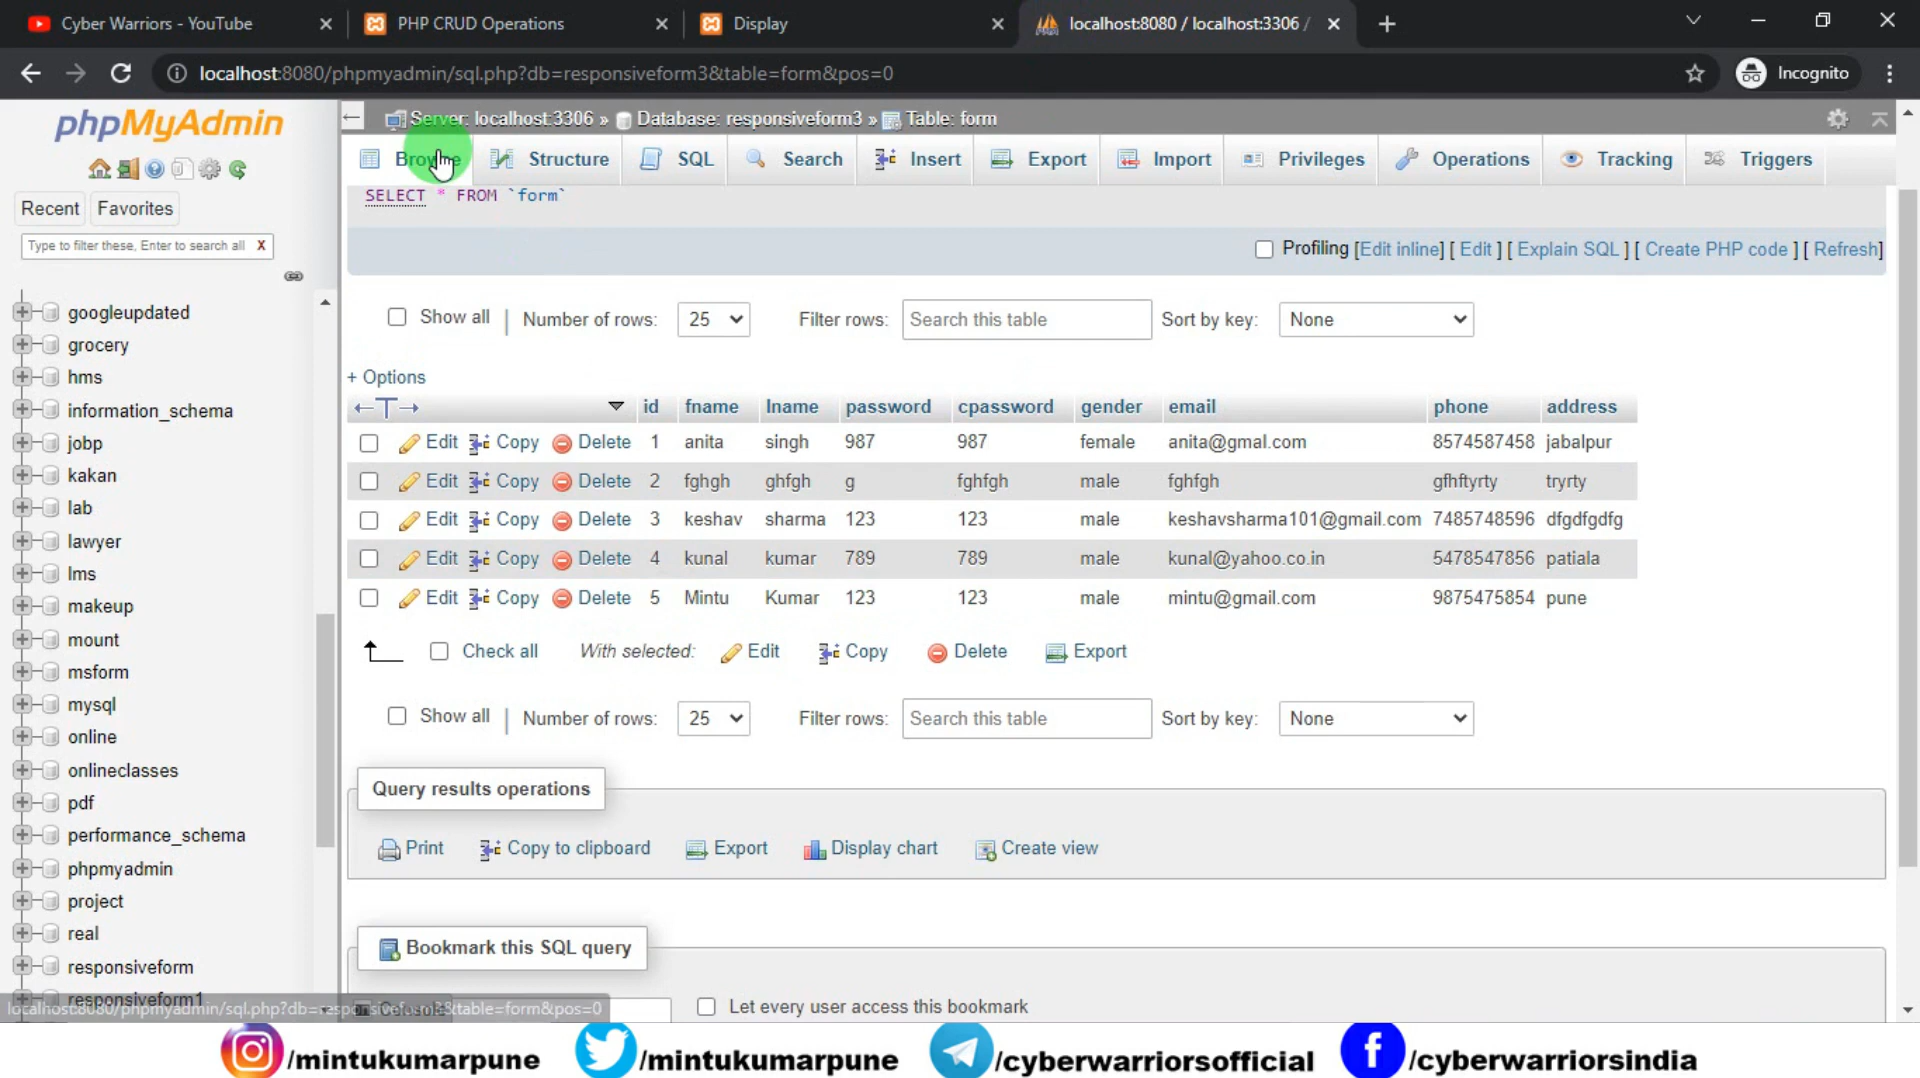 Cyber Warriors - YouTube
PHP CRUD Operations
Display
localhost:8080 / localhost:3306 /
localhost:8080/phpmyadmin/sql.php?db=responsiveform3&table=form&pos=0
Incognito
phpMyAdmin
Recent Favorites
Type to filter these, Enter to search all X
googleupdated
grocery
hms
information_schema
jobp
kakan
lab
lawyer
lms
makeup
mount
msform
mysql
online
onlineclasses
pdf
performance_schema
phpmyadmin
project
real
responsiveform
responsiveform1
localhost:8080/phpmyadmin/sql.php?db=responsiveform3&table=form&pos=0
Server: localhost:3306 » Database: responsiveform3 » Table: form
Browse Structure SQL Search Insert Export Import Privileges Operations Tracking Triggers
SELECT * FROM `form`
Profiling [Edit inline] [ Edit ] [ Explain SQL ] [ Create PHP code ] [ Refresh]
Show all | Number of rows: 25 Filter rows: Search this table Sort by key: None
+ Options
←T→ id fname lname password cpassword gender email phone address
Edit Copy Delete 1 anita singh 987 987 female anita@gmal.com 8574587458 jabalpur
Edit Copy Delete 2 fghgh ghfgh g fghfgh male fghfgh gfhftyrty tryrty
Edit Copy Delete 3 keshav sharma 123 123 male keshavsharma101@gmail.com 7485748596 dfgdfgdfg
Edit Copy Delete 4 kunal kumar 789 789 male kunal@yahoo.co.in 5478547856 patiala
Edit Copy Delete 5 Mintu Kumar 123 123 male mintu@gmail.com 9875475854 pune
Check all With selected: Edit Copy Delete Export
Show all | Number of rows: 25 Filter rows: Search this table Sort by key: None
Query results operations
Print Copy to clipboard Export Display chart Create view
Bookmark this SQL query
Console
Let every user access this bookmark
/mintukumarpune /mintukumarpune /cyberwarriorsofficial /cyberwarriorsindia